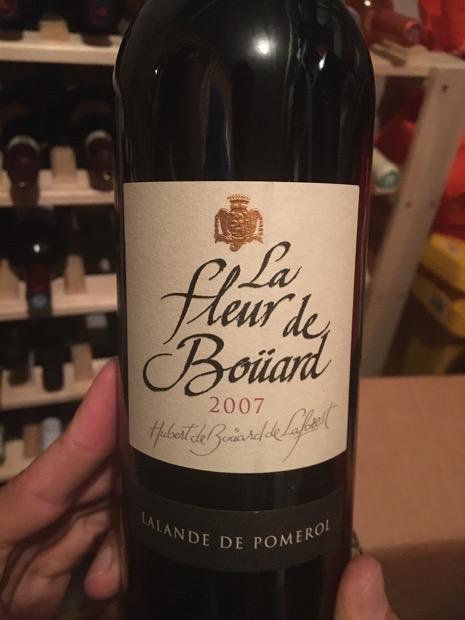 La
fleur de
Boüard
2007
Hubert de Boüard de Laforest
LALANDE DE POMEROL